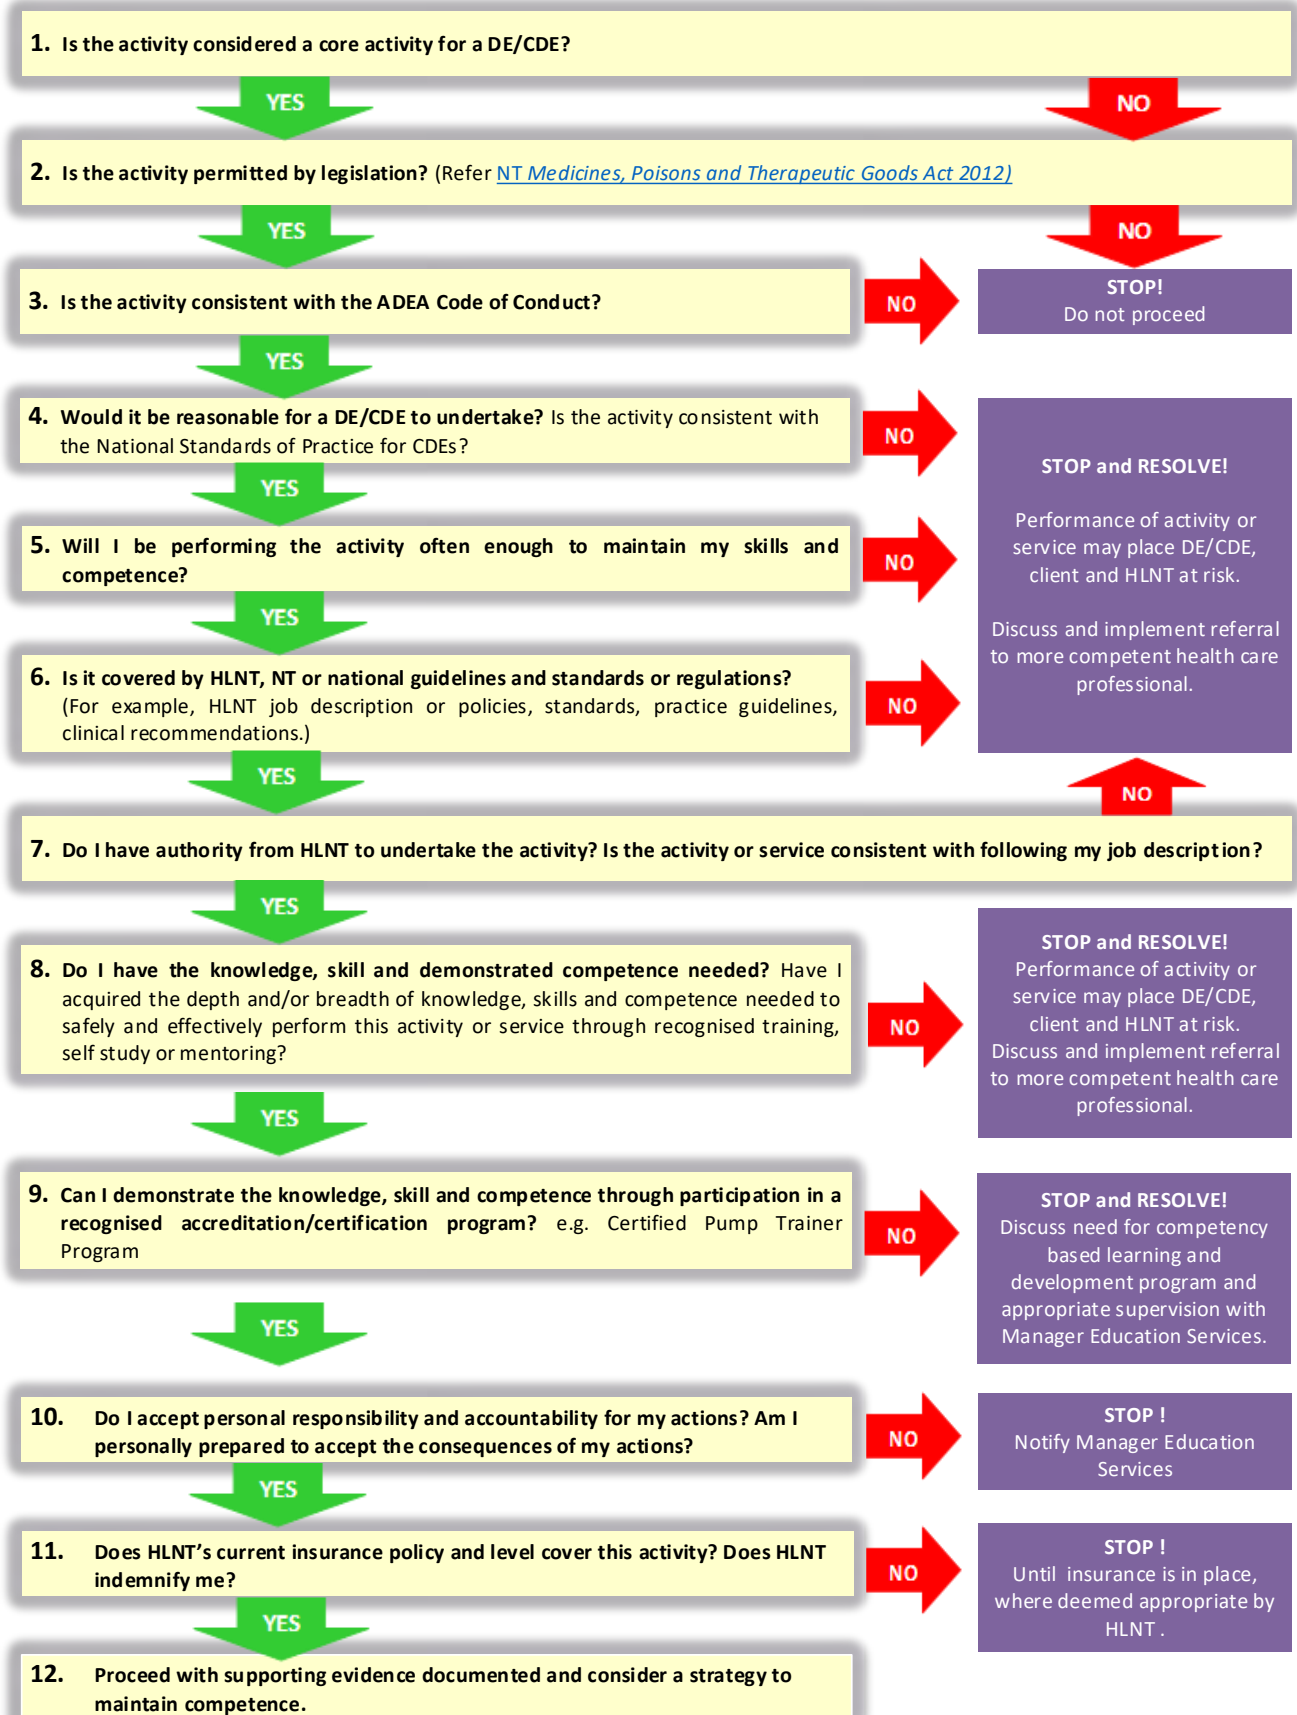 1. Is the activity considered a core activity for a DE/CDE?
YES
NO
2. Is the activity permitted by legislation? (Refer NT Medicines, Poisons and Therapeutic Goods Act 2012)
YES
NO
3. Is the activity consistent with the ADEA Code of Conduct?
NO
STOP!
Do not proceed
YES
4. Would it be reasonable for a DE/CDE to undertake? Is the activity consistent with
the National Standards of Practice for CDEs?
NO
YES
5. Will I be performing the activity often enough to maintain my skills and
competence?
NO
YES
6. Is it covered by HLNT, NT or national guidelines and standards or regulations?
(For example, HLNT job description or policies, standards, practice guidelines,
clinical recommendations.)
NO
STOP and RESOLVE!
Performance of activity or
service may place DE/CDE,
client and HLNT at risk.
Discuss and implement referral
to more competent health care
professional.
YES
NO
7. Do I have authority from HLNT to undertake the activity? Is the activity or service consistent with following my job description?
YES
8. Do I have the knowledge, skill and demonstrated competence needed? Have I
acquired the depth and/or breadth of knowledge, skills and competence needed to
safely and effectively perform this activity or service through recognised training,
self study or mentoring?
NO
STOP and RESOLVE!
Performance of activity or
service may place DE/CDE,
client and HLNT at risk.
Discuss and implement referral
to more competent health care
professional.
YES
9. Can I demonstrate the knowledge, skill and competence through participation in a
recognised accreditation/certification program? e.g. Certified Pump Trainer
Program
NO
STOP and RESOLVE!
Discuss need for competency
based learning and
development program and
appropriate supervision with
Manager Education Services.
YES
10. Do I accept personal responsibility and accountability for my actions? Am I
personally prepared to accept the consequences of my actions?
NO
STOP !
Notify Manager Education
Services
YES
11. Does HLNT's current insurance policy and level cover this activity? Does HLNT
indemnify me?
NO
STOP !
Until insurance is in place,
where deemed appropriate by
HLNT .
YES
12. Proceed with supporting evidence documented and consider a strategy to
maintain competence.